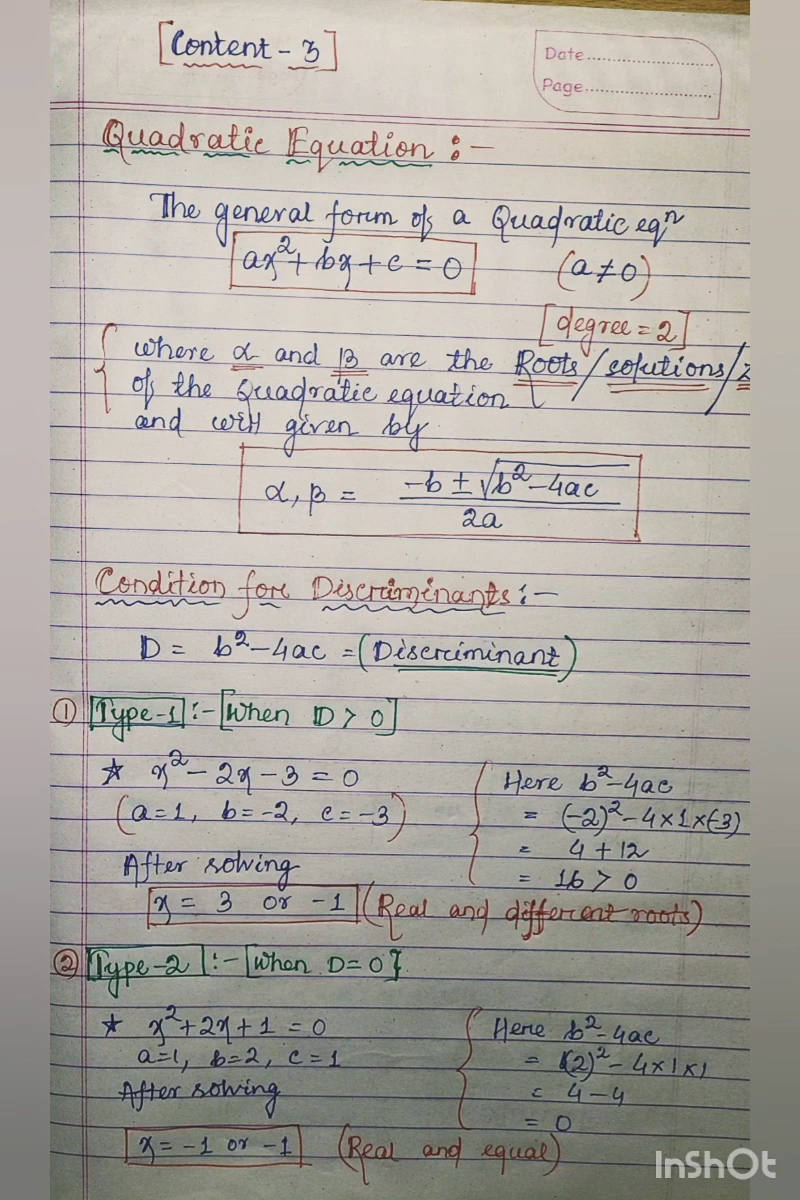 [Content - 3]
Date
Page
Quadratic Equation :-
The general form of a Quadratic eqⁿ
ax² + bx + c = 0 (a ≠ 0)
[degree = 2]
where α and β are the Roots / solutions /
of the Quadratic equation
and will given by
α, β = (-b ± √(b² - 4ac)) / 2a
Condition for Discriminants :-
D = b² - 4ac = (Discriminant)
① Type-1 :- [When D > 0]
☆ x² - 2x - 3 = 0
(a = 1, b = -2, c = -3)
After solving
x = 3 or -1 (Real and different roots)
Here b² - 4ac
= (-2)² - 4 × 1 × (-3)
= 4 + 12
= 16 > 0
② Type-2 :- [When D = 0]
☆ x² + 2x + 1 = 0
a = 1, b = 2, c = 1
After solving
x = -1 or -1 (Real and equal)
Here b² - 4ac
= (2)² - 4 × 1 × 1
= 4 - 4
= 0
InShOt